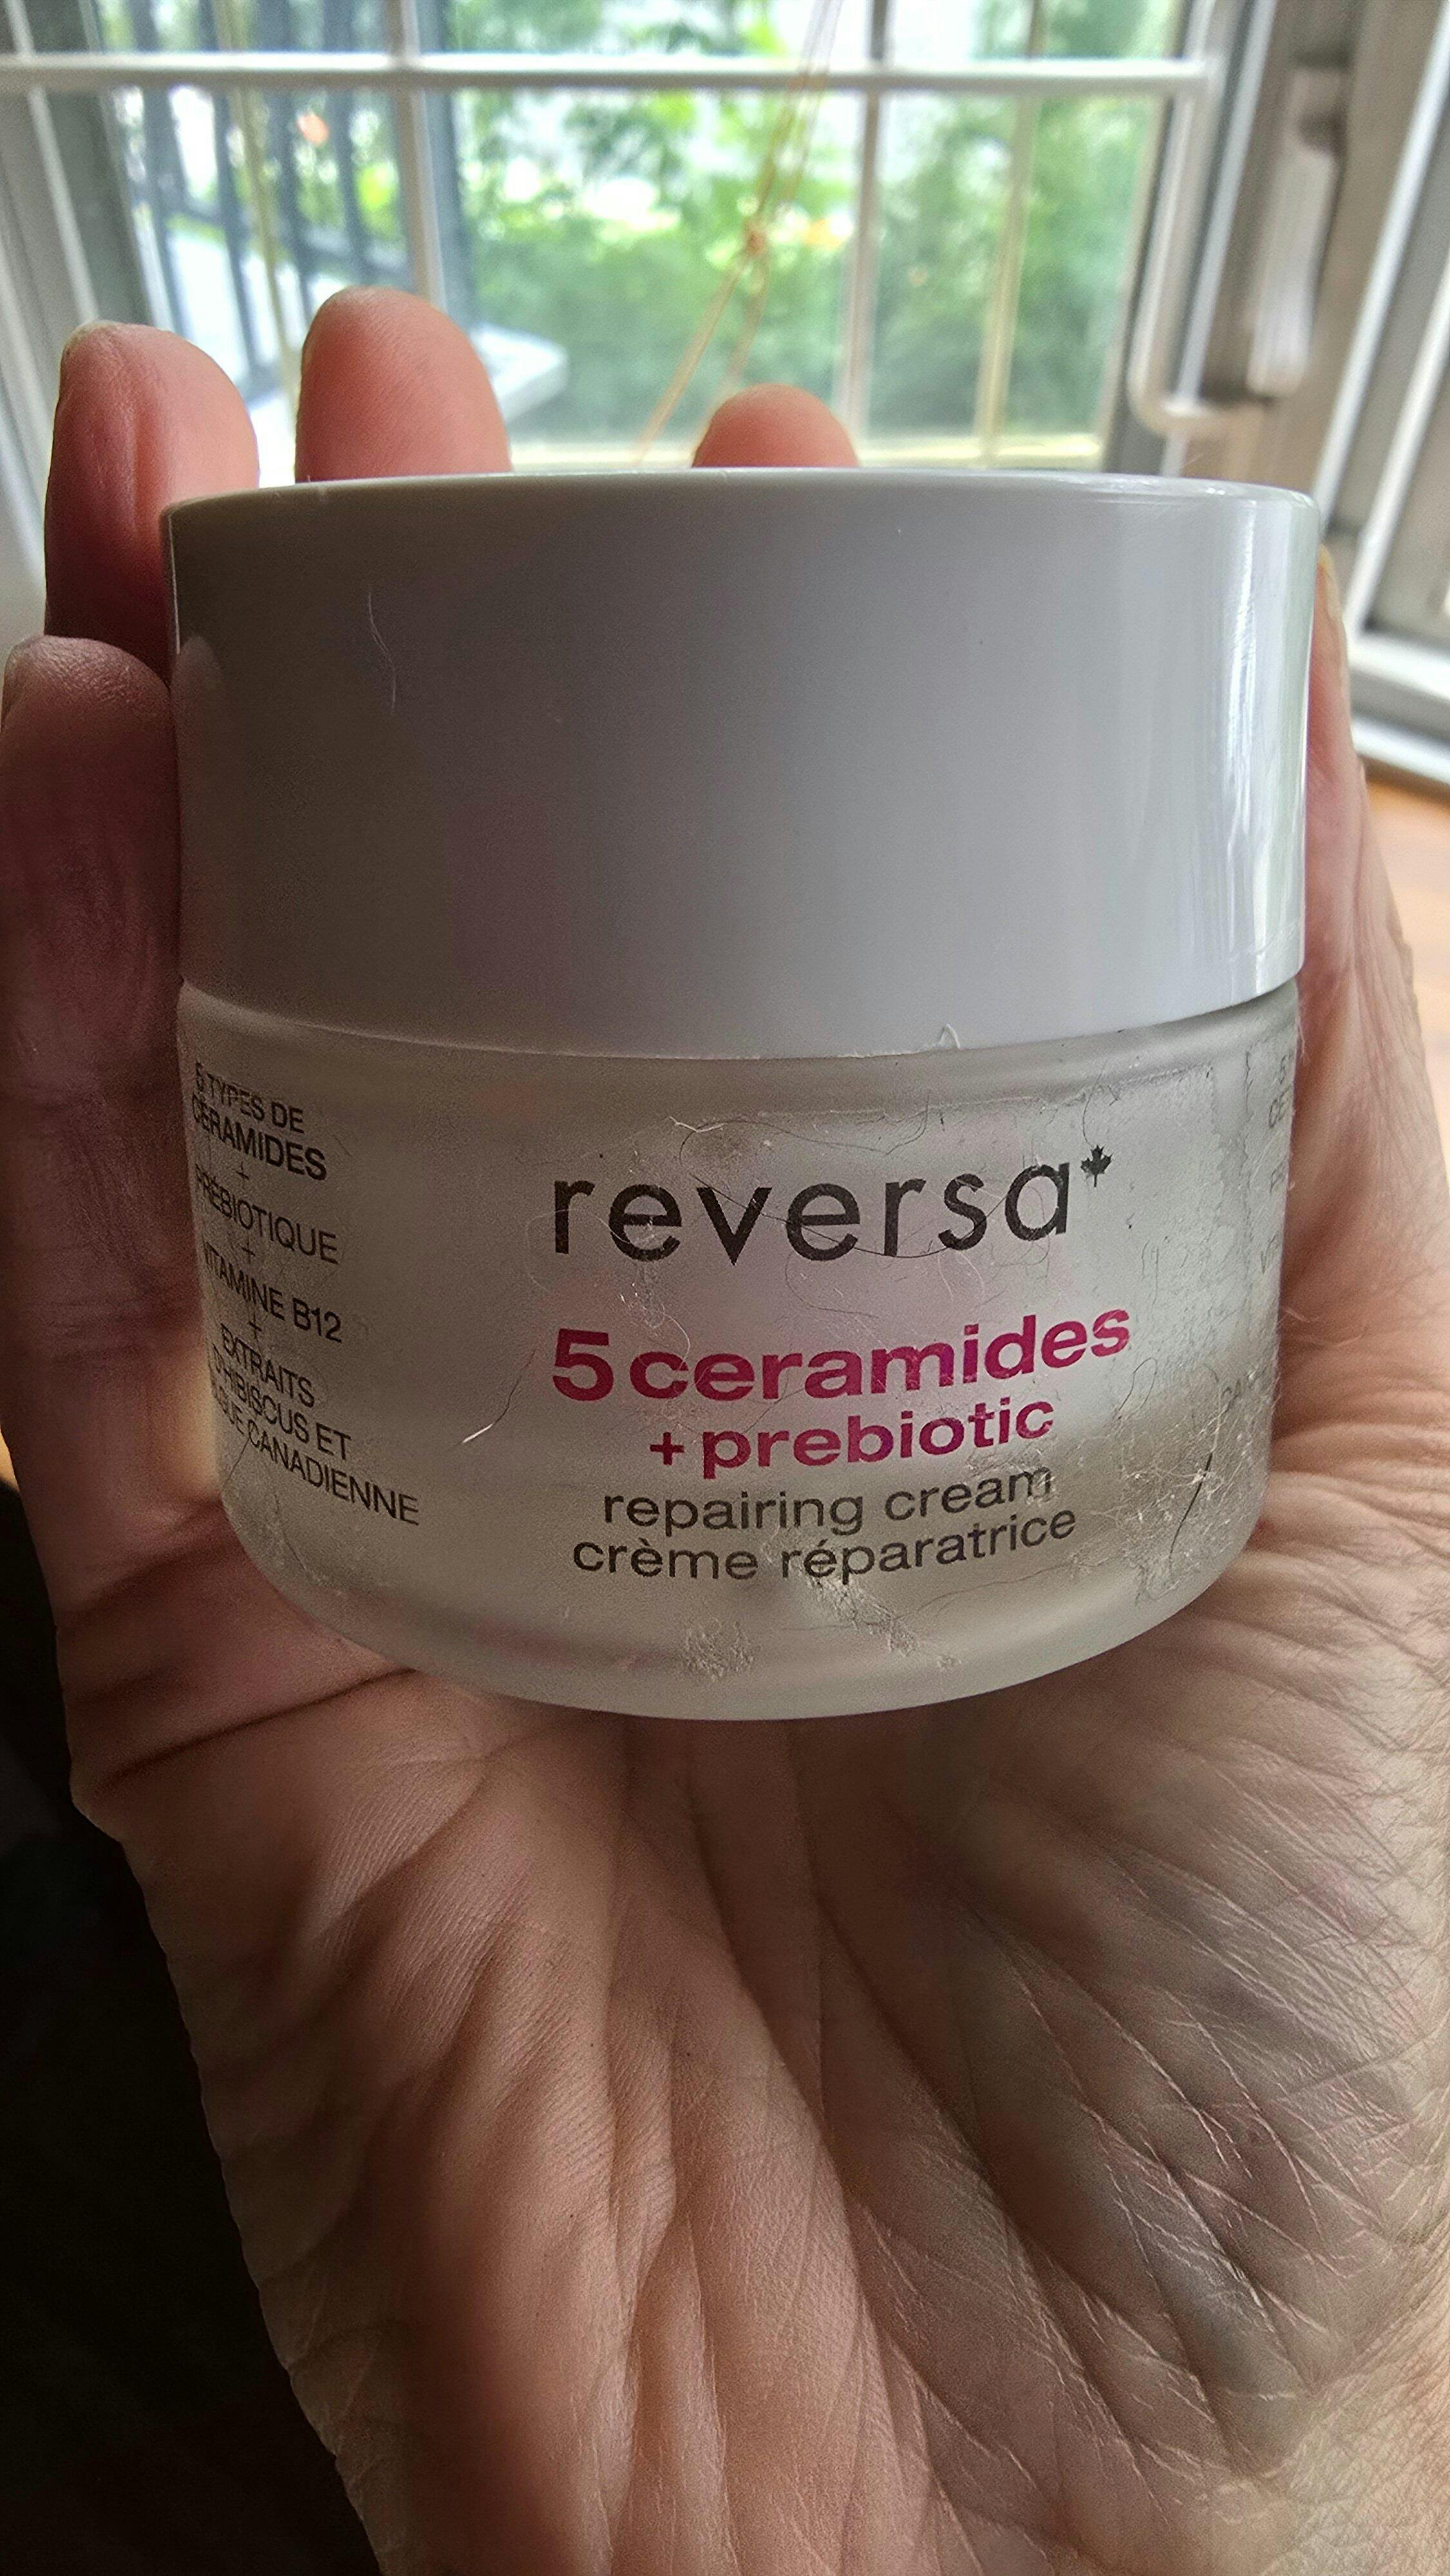 5 TYPES DE
CÉRAMIDES
+
PRÉBIOTIQUE
+
VITAMINE B12
+
EXTRAITS
D'HIBISCUS ET
CANADIENNE
reversa
5 ceramides
+ prebiotic
repairing cream
crème réparatrice